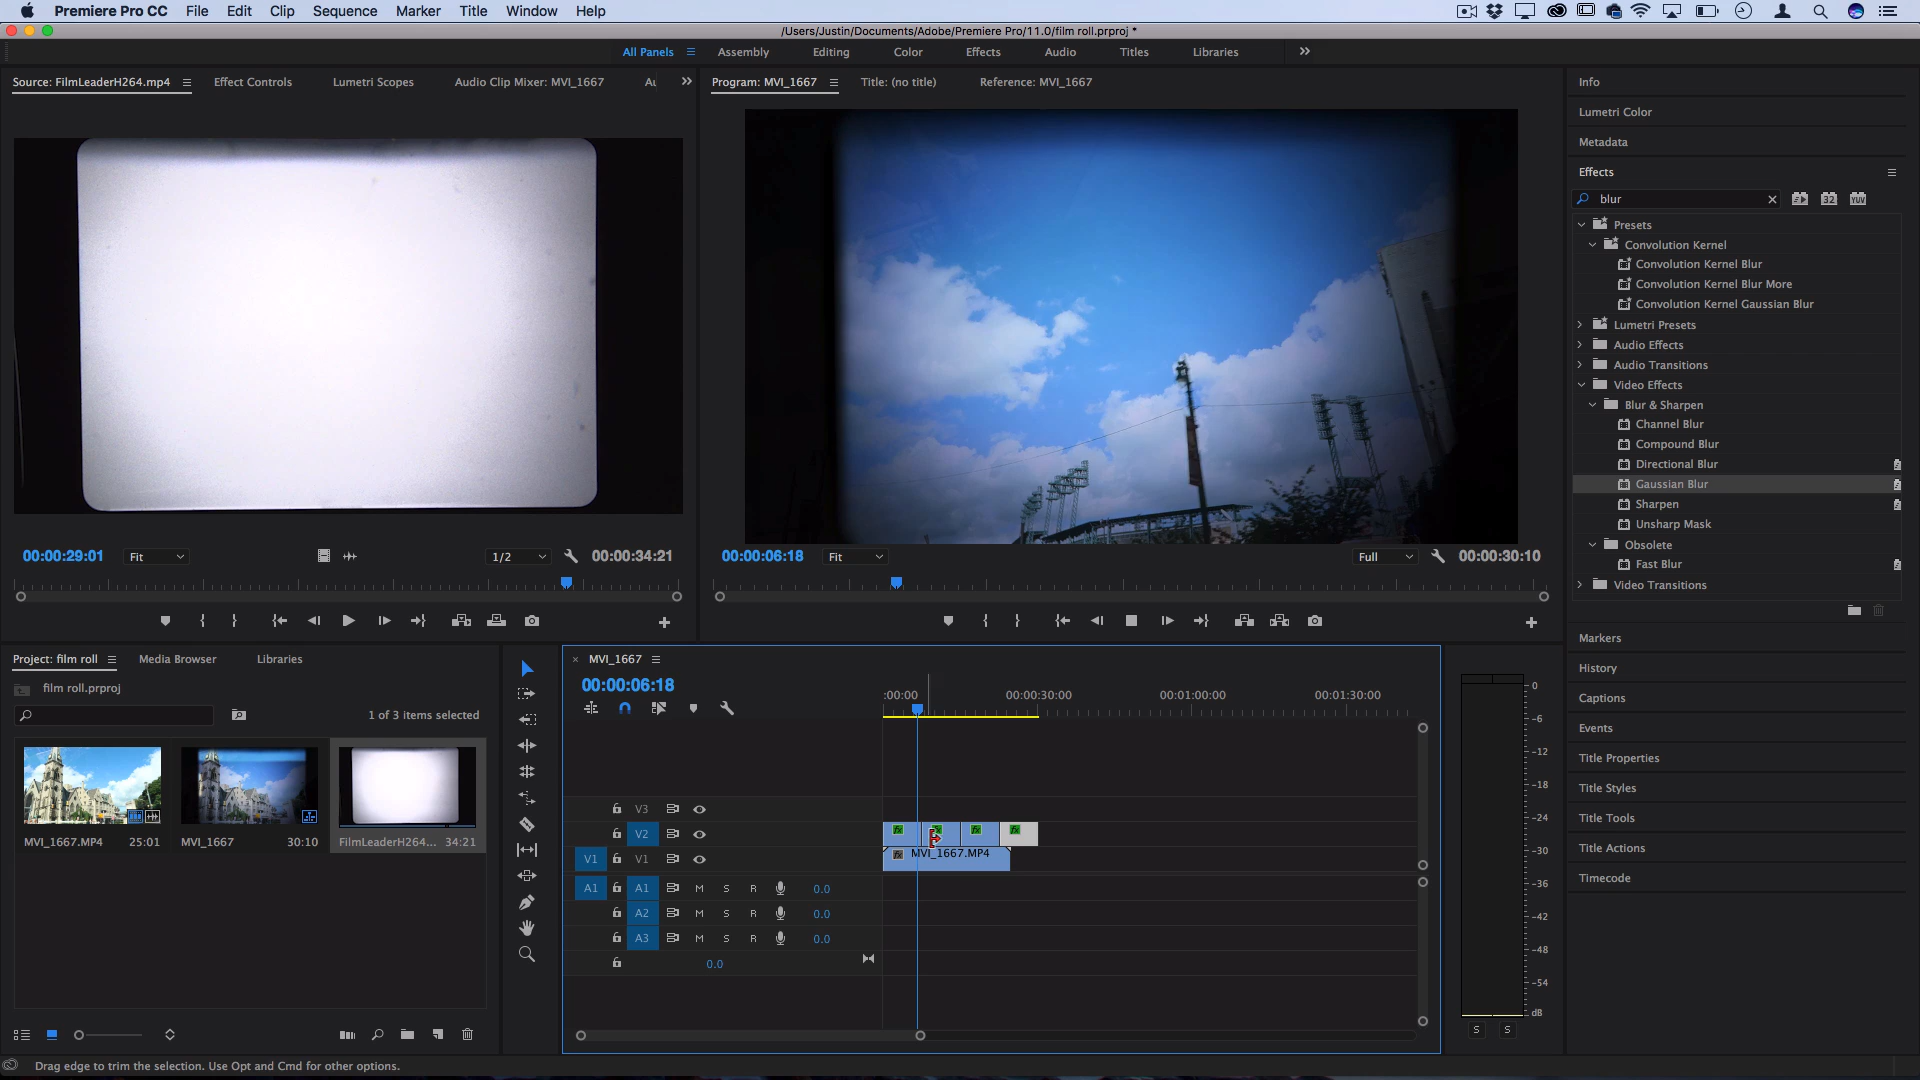 Premiere Pro CC File Edit Clip Sequence Marker Title Window Help
/Users/Justin/Documents/Adobe/Premiere Pro/11.0/film roll.prproj *
All Panels Assembly Editing Color Effects Audio Titles Libraries
Source: FilmLeaderH264.mp4 Effect Controls Lumetri Scopes Audio Clip Mixer: MVI_1667 Au
Program: MVI_1667 Title: (no title) Reference: MVI_1667
00:00:29:01 Fit 1/2 00:00:34:21
00:00:06:18 Fit Full 00:00:30:10
Info
Lumetri Color
Metadata
Effects
blur
32 YUV
Presets
Convolution Kernel
Convolution Kernel Blur
Convolution Kernel Blur More
Convolution Kernel Gaussian Blur
Lumetri Presets
Audio Effects
Audio Transitions
Video Effects
Blur & Sharpen
Channel Blur
Compound Blur
Directional Blur
Gaussian Blur
Sharpen
Unsharp Mask
Obsolete
Fast Blur
Video Transitions
Markers
History
Captions
Events
Title Properties
Title Styles
Title Tools
Title Actions
Timecode
Project: film roll Media Browser Libraries
film roll.prproj
1 of 3 items selected
MVI_1667.MP4 25:01 MVI_1667 30:10 FilmLeaderH264... 34:21
MVI_1667
00:00:06:18
:00:00 00:00:30:00 00:01:00:00 00:01:30:00
V3
V2 fx fx fx fx
V1 V1 fx MVI_1667.MP4
A1 A1 M S R 0.0
A2 M S R 0.0
A3 M S R 0.0
0.0
0
-6
-12
-18
-24
-30
-36
-42
-48
-54
dB
S S
Drag edge to trim the selection. Use Opt and Cmd for other options.